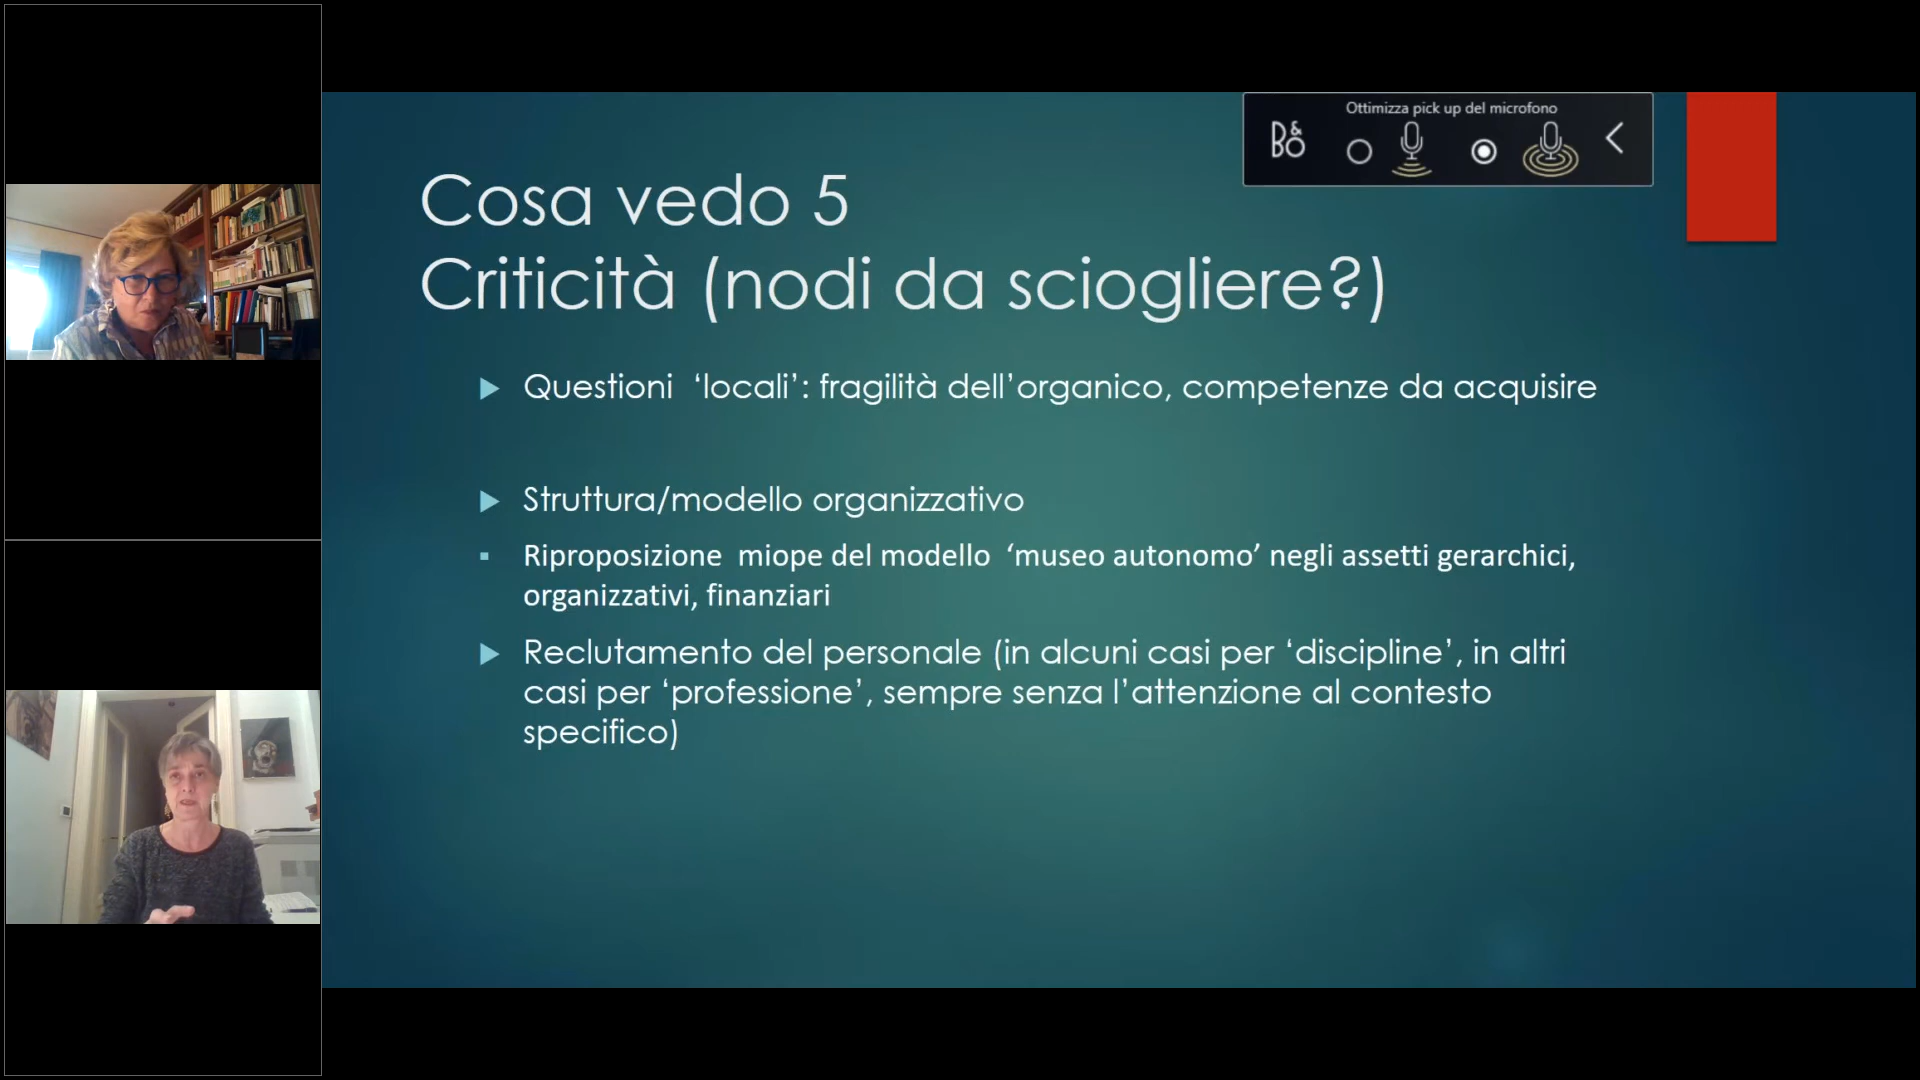 Ottimizza pick up del microfono
B&O
Cosa vedo 5
Criticità (nodi da sciogliere?)
Questioni ‘locali’: fragilità dell’organico, competenze da acquisire
Struttura/modello organizzativo
Riproposizione miope del modello ‘museo autonomo’ negli assetti gerarchici,
organizzativi, finanziari
Reclutamento del personale (in alcuni casi per ‘discipline’, in altri
casi per ‘professione’, sempre senza l’attenzione al contesto
specifico)